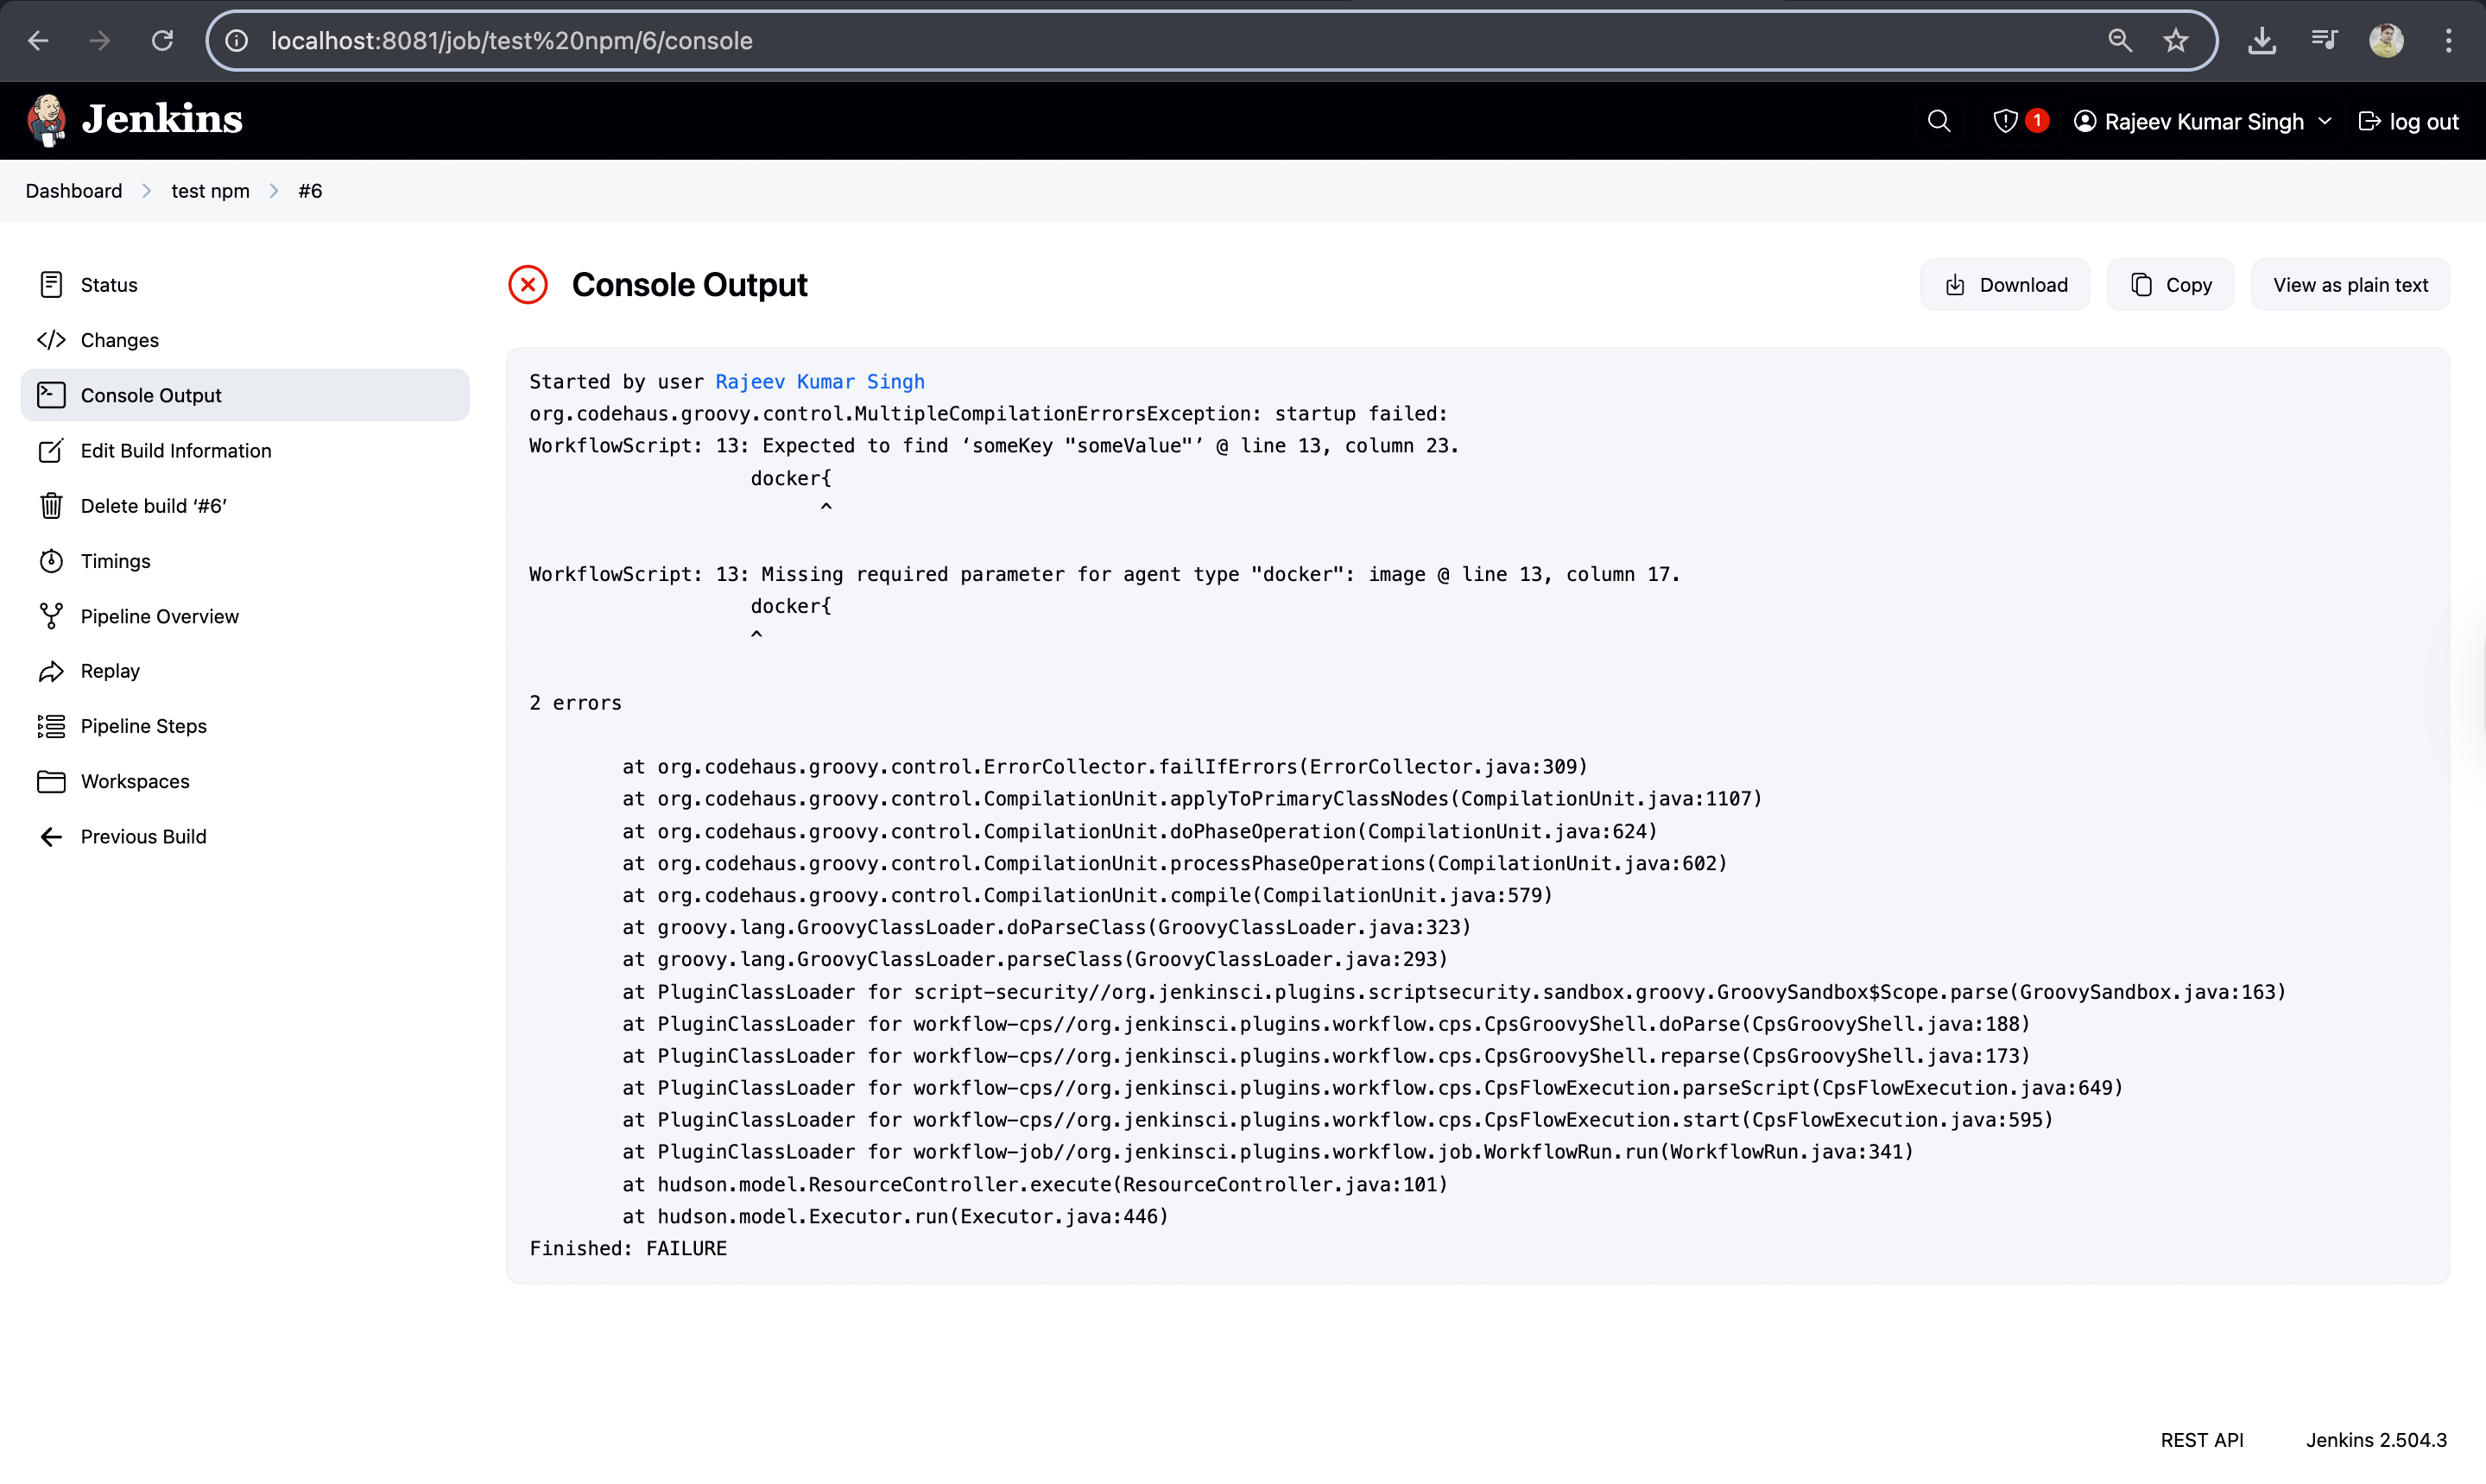 localhost:8081/job/test%20npm/6/console
Jenkins
1
Rajeev Kumar Singh
log out
Dashboard
test npm
#6
Status
Changes
Console Output
Edit Build Information
Delete build ‘#6’
Timings
Pipeline Overview
Replay
Pipeline Steps
Workspaces
Previous Build
Console Output
Download
Copy
View as plain text
Started by user Rajeev Kumar Singh
org.codehaus.groovy.control.MultipleCompilationErrorsException: startup failed:
WorkflowScript: 13: Expected to find ‘someKey "someValue"’ @ line 13, column 23.
docker{
^
WorkflowScript: 13: Missing required parameter for agent type "docker": image @ line 13, column 17.
docker{
^
2 errors
at org.codehaus.groovy.control.ErrorCollector.failIfErrors(ErrorCollector.java:309)
at org.codehaus.groovy.control.CompilationUnit.applyToPrimaryClassNodes(CompilationUnit.java:1107)
at org.codehaus.groovy.control.CompilationUnit.doPhaseOperation(CompilationUnit.java:624)
at org.codehaus.groovy.control.CompilationUnit.processPhaseOperations(CompilationUnit.java:602)
at org.codehaus.groovy.control.CompilationUnit.compile(CompilationUnit.java:579)
at groovy.lang.GroovyClassLoader.doParseClass(GroovyClassLoader.java:323)
at groovy.lang.GroovyClassLoader.parseClass(GroovyClassLoader.java:293)
at PluginClassLoader for script-security//org.jenkinsci.plugins.scriptsecurity.sandbox.groovy.GroovySandbox$Scope.parse(GroovySandbox.java:163)
at PluginClassLoader for workflow-cps//org.jenkinsci.plugins.workflow.cps.CpsGroovyShell.doParse(CpsGroovyShell.java:188)
at PluginClassLoader for workflow-cps//org.jenkinsci.plugins.workflow.cps.CpsGroovyShell.reparse(CpsGroovyShell.java:173)
at PluginClassLoader for workflow-cps//org.jenkinsci.plugins.workflow.cps.CpsFlowExecution.parseScript(CpsFlowExecution.java:649)
at PluginClassLoader for workflow-cps//org.jenkinsci.plugins.workflow.cps.CpsFlowExecution.start(CpsFlowExecution.java:595)
at PluginClassLoader for workflow-job//org.jenkinsci.plugins.workflow.job.WorkflowRun.run(WorkflowRun.java:341)
at hudson.model.ResourceController.execute(ResourceController.java:101)
at hudson.model.Executor.run(Executor.java:446)
Finished: FAILURE
REST API
Jenkins 2.504.3